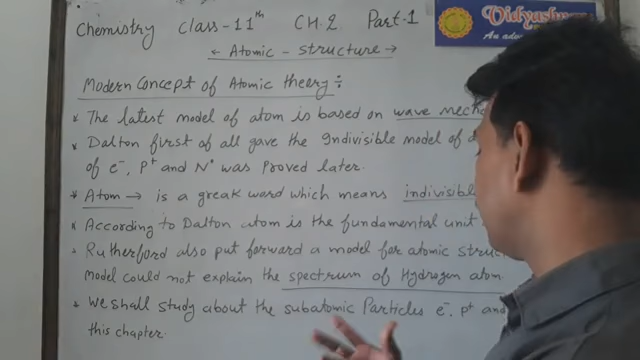 Chemistry Class-11th CH.2 Part-1
Vidyashram
An adv
← Atomic - structure →
Modern Concept of Atomic theory÷
* The latest model of atom is based on wave mech
* Dalton first of all gave the Indivisible model of
of e⁻, P⁺ and N° was proved later.
* Atom → is a greak ward which means indivisible
* According to Dalton atom is the fundamental unit
* Rutherford also put forward a model for atomic struc
model could not explain the spectrum of Hydrogen atom.
* We shall study about the subatomic Particles e⁻, P⁺ and
this chapter.